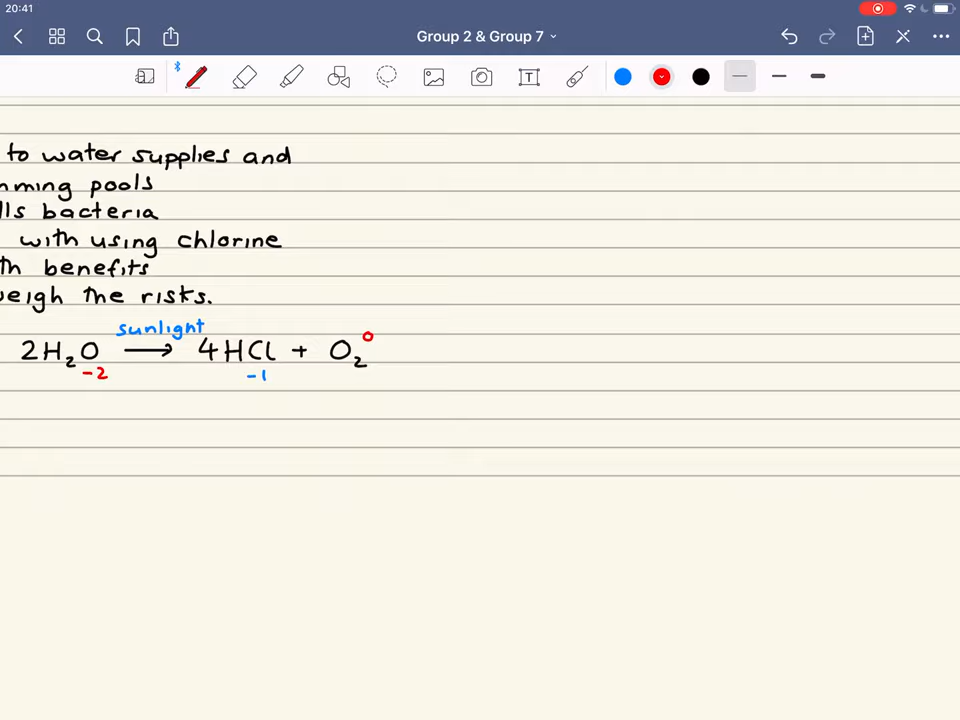 20:41
Group 2 & Group 7
T
to water supplies and
mming pools
lls bacteria
with using chlorine
th benefits
weigh the risks.
sunlight
2H₂O ⟶ 4HCl + O₂ 0
-2 -1